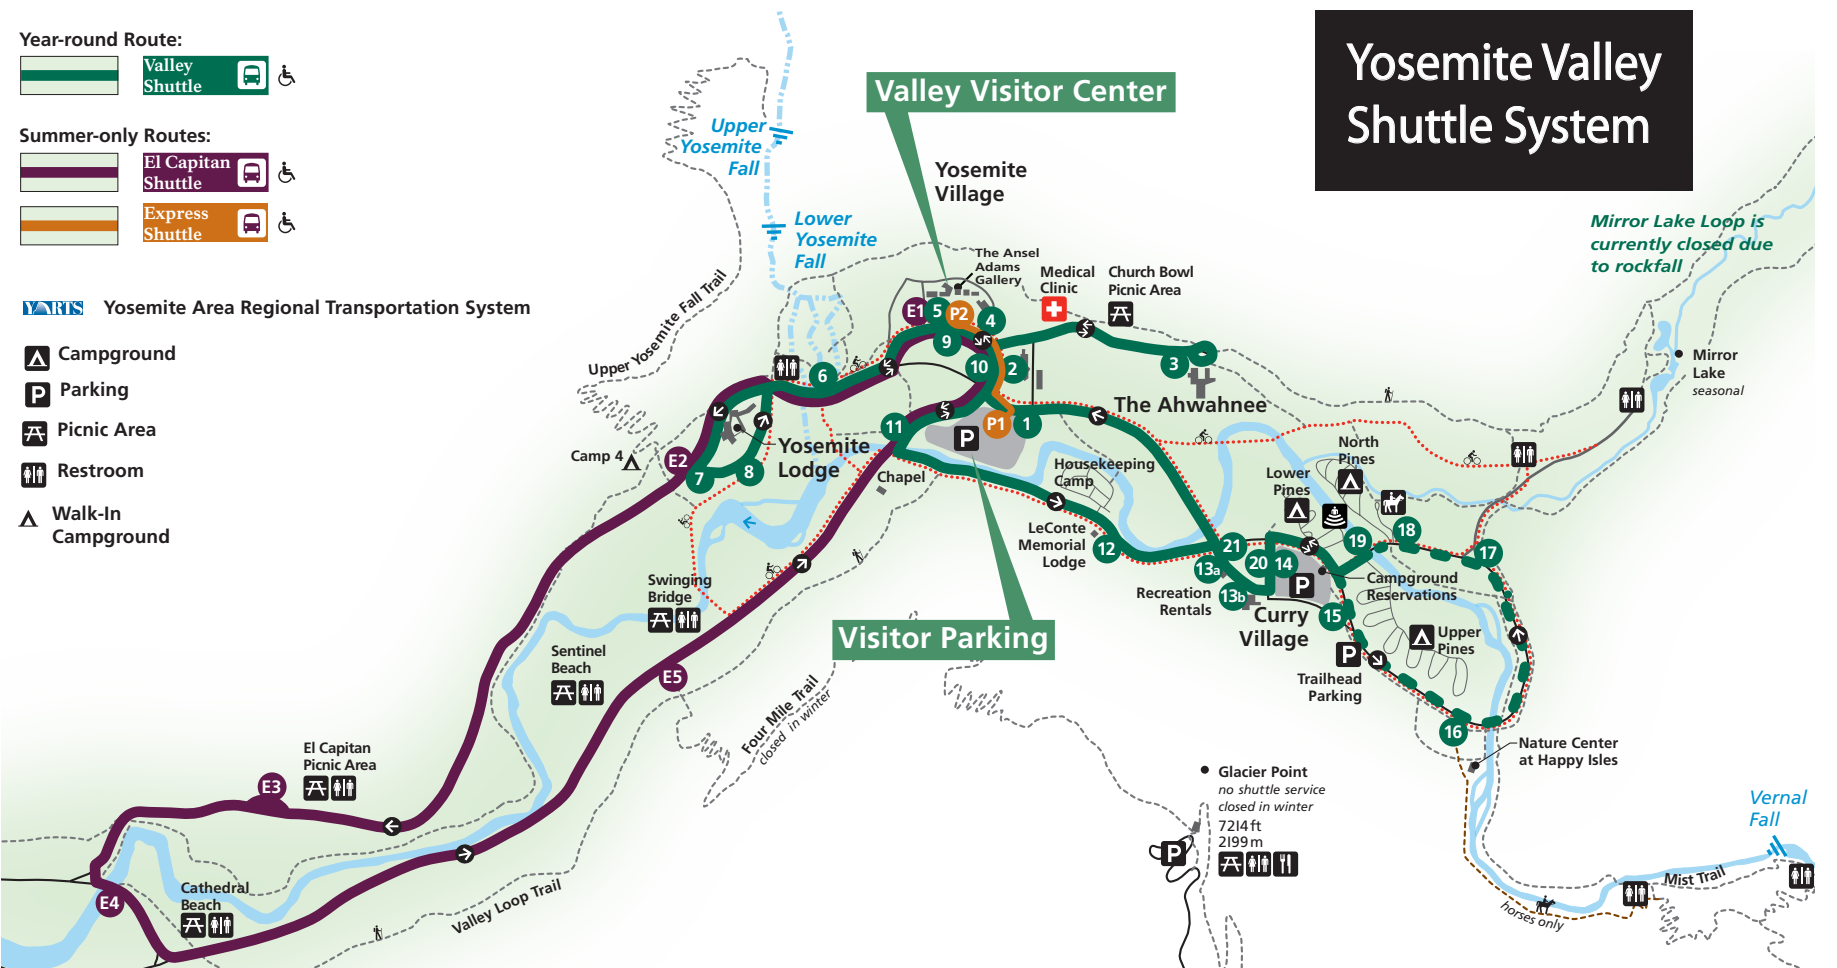 Year-round Route:
Valley
Shuttle
Summer-only Routes:
El Capitan
Shuttle
Express
Shuttle
YARTS
Yosemite Area Regional Transportation System
Campground
P
Parking
Picnic Area
Restroom
Walk-In
Campground
Yosemite Valley
Shuttle System
Valley Visitor Center
Upper
Yosemite
Fall
Yosemite
Village
Lower
Yosemite
Fall
Mirror Lake Loop is
currently closed due
to rockfall
The Ansel
Adams
Gallery
Medical
Clinic
Church Bowl
Picnic Area
Upper Yosemite Fall Trail
E1
5
P2
4
9
10
2
3
6
Mirror
Lake
seasonal
The Ahwahnee
P1
1
P
11
Yosemite
Lodge
Camp 4
E2
7
8
Chapel
Housekeeping
Camp
North
Pines
Lower
Pines
LeConte
Memorial
Lodge
12
21
13a
20
14
13b
19
18
17
P
Campground
Reservations
Recreation
Rentals
Curry
Village
15
Upper
Pines
P
Trailhead
Parking
16
Swinging
Bridge
Visitor Parking
Sentinel
Beach
E5
Four Mile Trail
closed in winter
Nature Center
at Happy Isles
El Capitan
Picnic Area
E3
Glacier Point
no shuttle service
closed in winter
7214 ft
2199 m
P
Vernal
Fall
E4
Cathedral
Beach
Valley Loop Trail
Mist Trail
horses only